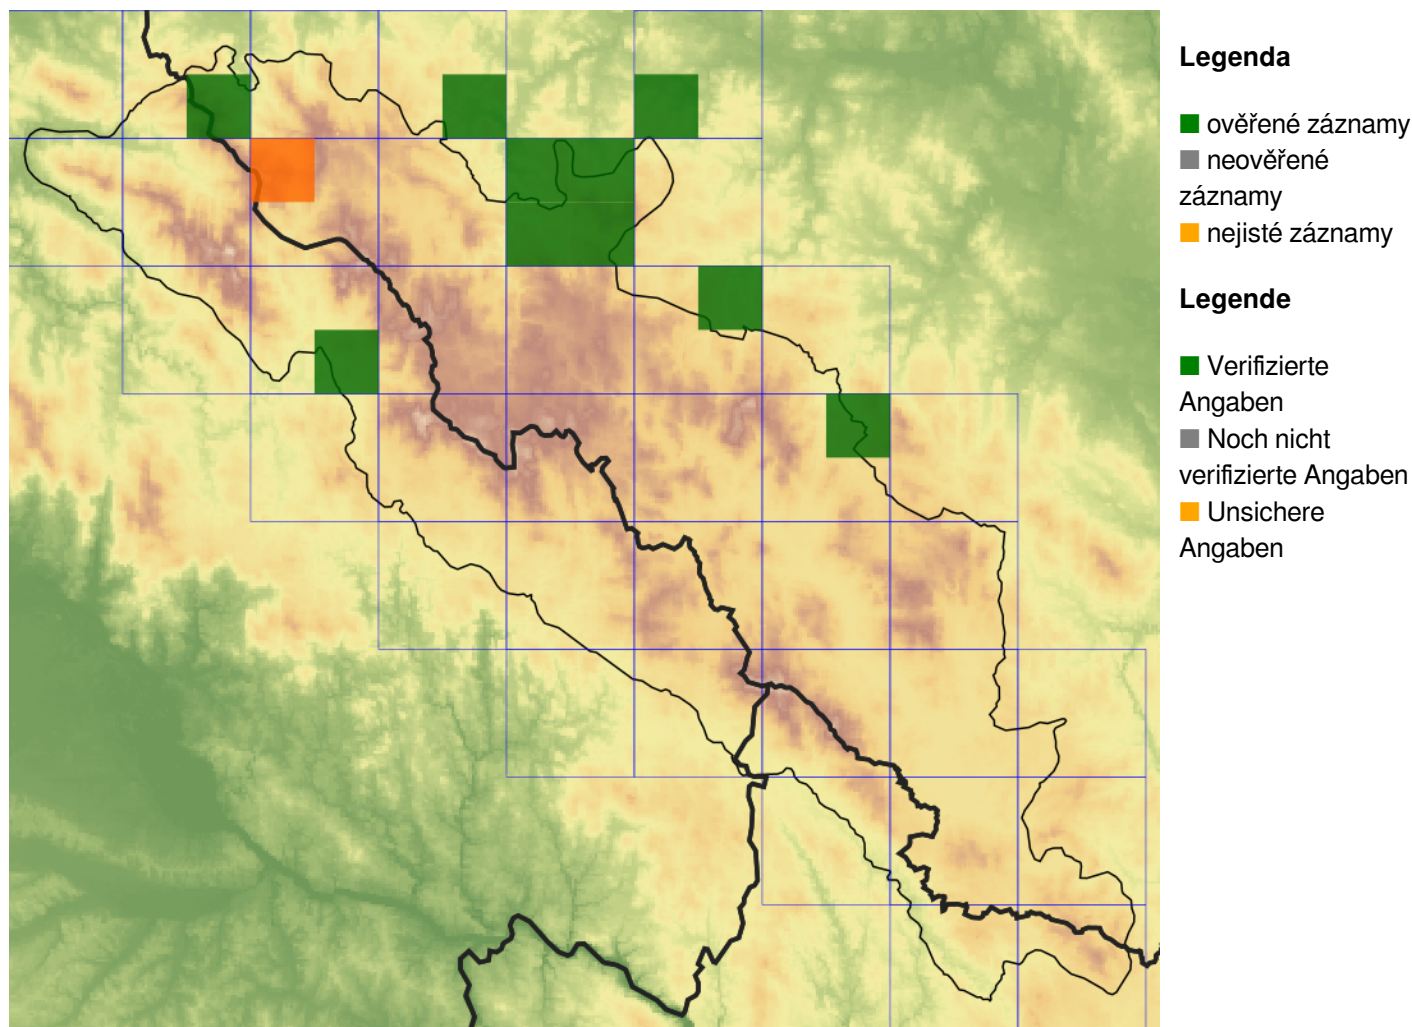 Legenda
ověřené záznamy
neověřené
záznamy
nejisté záznamy
Legende
Verifizierte
Angaben
Noch nicht
verifizierte Angaben
Unsichere
Angaben